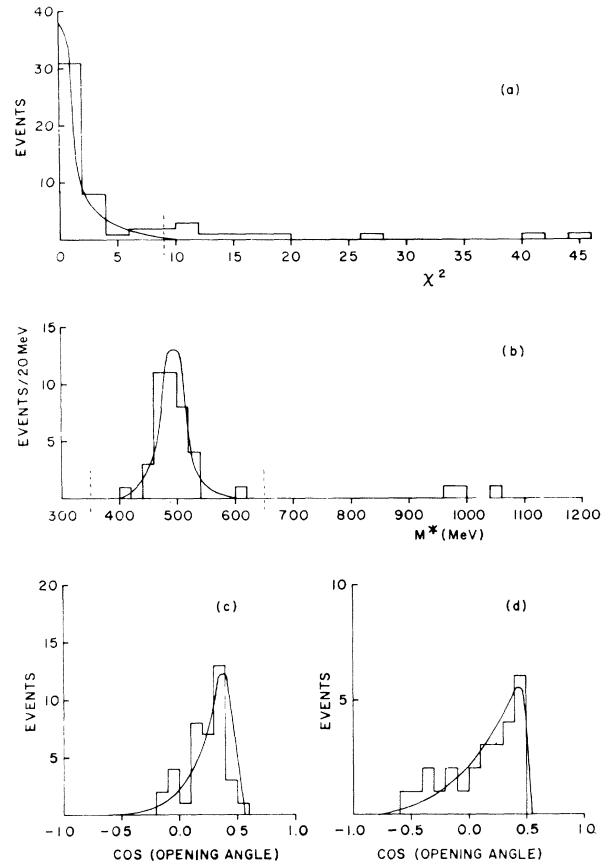 40
30
20
10
EVENTS
(a)
0 5 10 15 20 25 30 35 40 45
χ²
15
10
5
EVENTS/20 MeV
(b)
300 400 500 600 700 800 900 1000 1100 1200
M* (MeV)
20
15
10
5
EVENTS
(c)
-1.0 -0.5 0.0 0.5 1.0
COS (OPENING ANGLE)
10
5
EVENTS
(d)
-1.0 -0.5 0.0 0.5 1.0
COS (OPENING ANGLE)